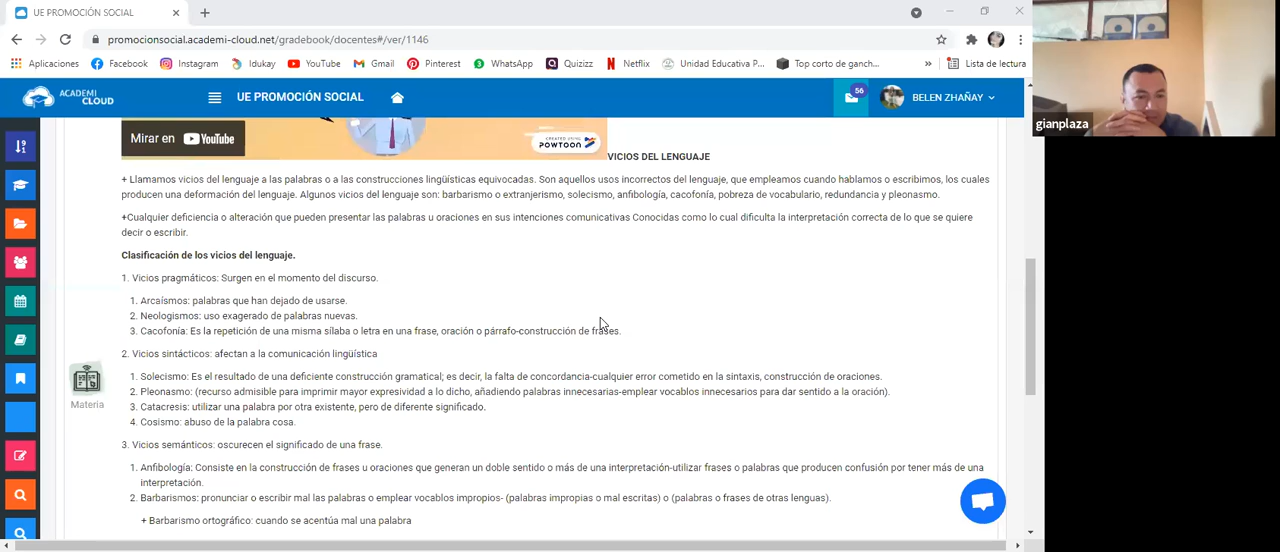 UE PROMOCIÓN SOCIAL
promocionsocial.academi-cloud.net/gradebook/docentes#/ver/1146
Aplicaciones Facebook Instagram Idukay YouTube Gmail Pinterest WhatsApp Quizizz Netflix Unidad Educativa P... Top corto de ganch... » Lista de lectura
ACADEMI CLOUD UE PROMOCIÓN SOCIAL 56 BELEN ZHAÑAY
gianplaza
Mirar en YouTube
CREATED USING
POWTOON
VICIOS DEL LENGUAJE
+ Llamamos vicios del lenguaje a las palabras o a las construcciones lingüísticas equivocadas. Son aquellos usos incorrectos del lenguaje, que empleamos cuando hablamos o escribimos, los cuales
producen una deformación del lenguaje. Algunos vicios del lenguaje son: barbarismo o extranjerismo, solecismo, anfibología, cacofonía, pobreza de vocabulario, redundancia y pleonasmo.
+Cualquier deficiencia o alteración que pueden presentar las palabras u oraciones en sus intenciones comunicativas Conocidas como lo cual dificulta la interpretación correcta de lo que se quiere
decir o escribir.
Clasificación de los vicios del lenguaje.
1. Vicios pragmáticos: Surgen en el momento del discurso.
1. Arcaísmos: palabras que han dejado de usarse.
2. Neologismos: uso exagerado de palabras nuevas.
3. Cacofonía: Es la repetición de una misma sílaba o letra en una frase, oración o párrafo-construcción de frases.
2. Vicios sintácticos: afectan a la comunicación lingüística
1. Solecismo: Es el resultado de una deficiente construcción gramatical; es decir, la falta de concordancia-cualquier error cometido en la sintaxis, construcción de oraciones.
2. Pleonasmo: (recurso admisible para imprimir mayor expresividad a lo dicho, añadiendo palabras innecesarias-emplear vocablos innecesarios para dar sentido a la oración).
3. Catacresis: utilizar una palabra por otra existente, pero de diferente significado.
4. Cosismo: abuso de la palabra cosa.
Materia
3. Vicios semánticos: oscurecen el significado de una frase.
1. Anfibología: Consiste en la construcción de frases u oraciones que generan un doble sentido o más de una interpretación-utilizar frases o palabras que producen confusión por tener más de una
interpretación.
2. Barbarismos: pronunciar o escribir mal las palabras o emplear vocablos impropios- (palabras impropias o mal escritas) o (palabras o frases de otras lenguas).
+ Barbarismo ortográfico: cuando se acentúa mal una palabra